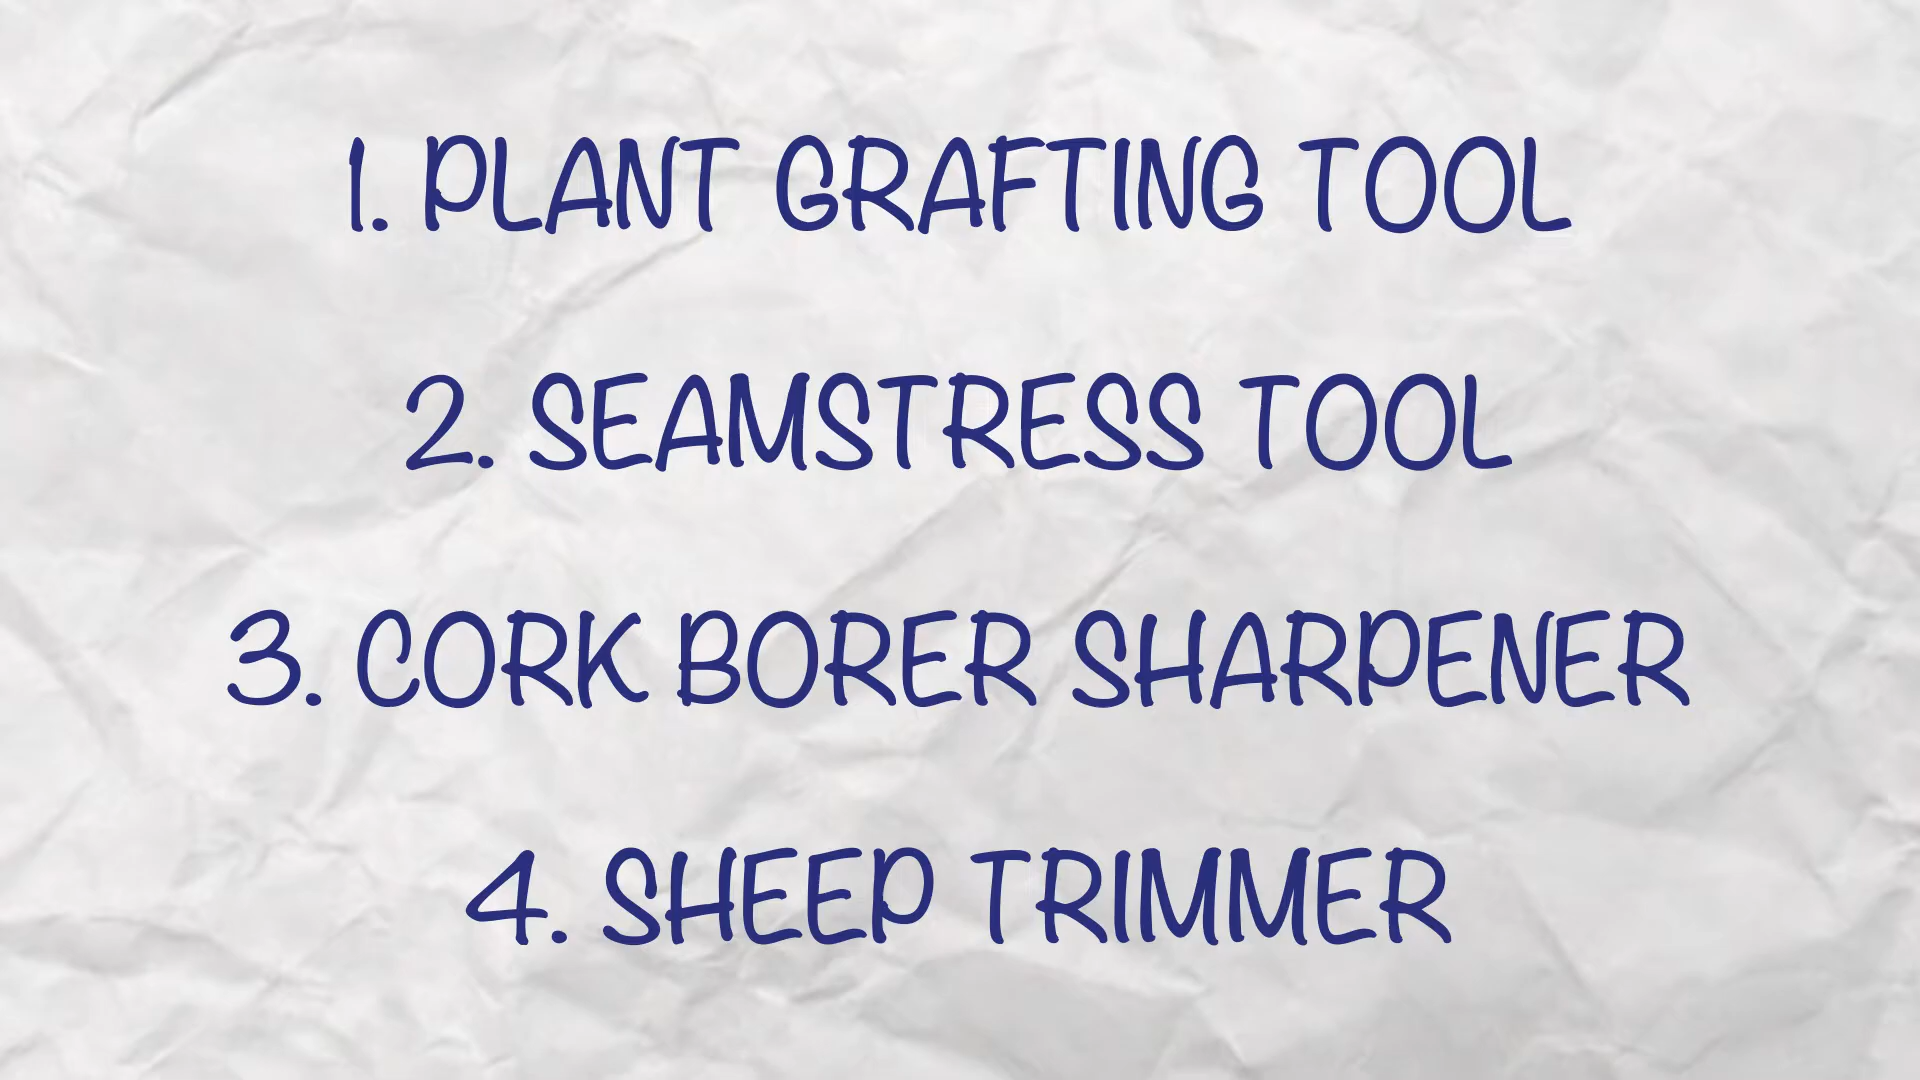 1. PLANT GRAFTING TOOL
2. SEAMSTRESS TOOL
3. CORK BORER SHARPENER
4. SHEEP TRIMMER